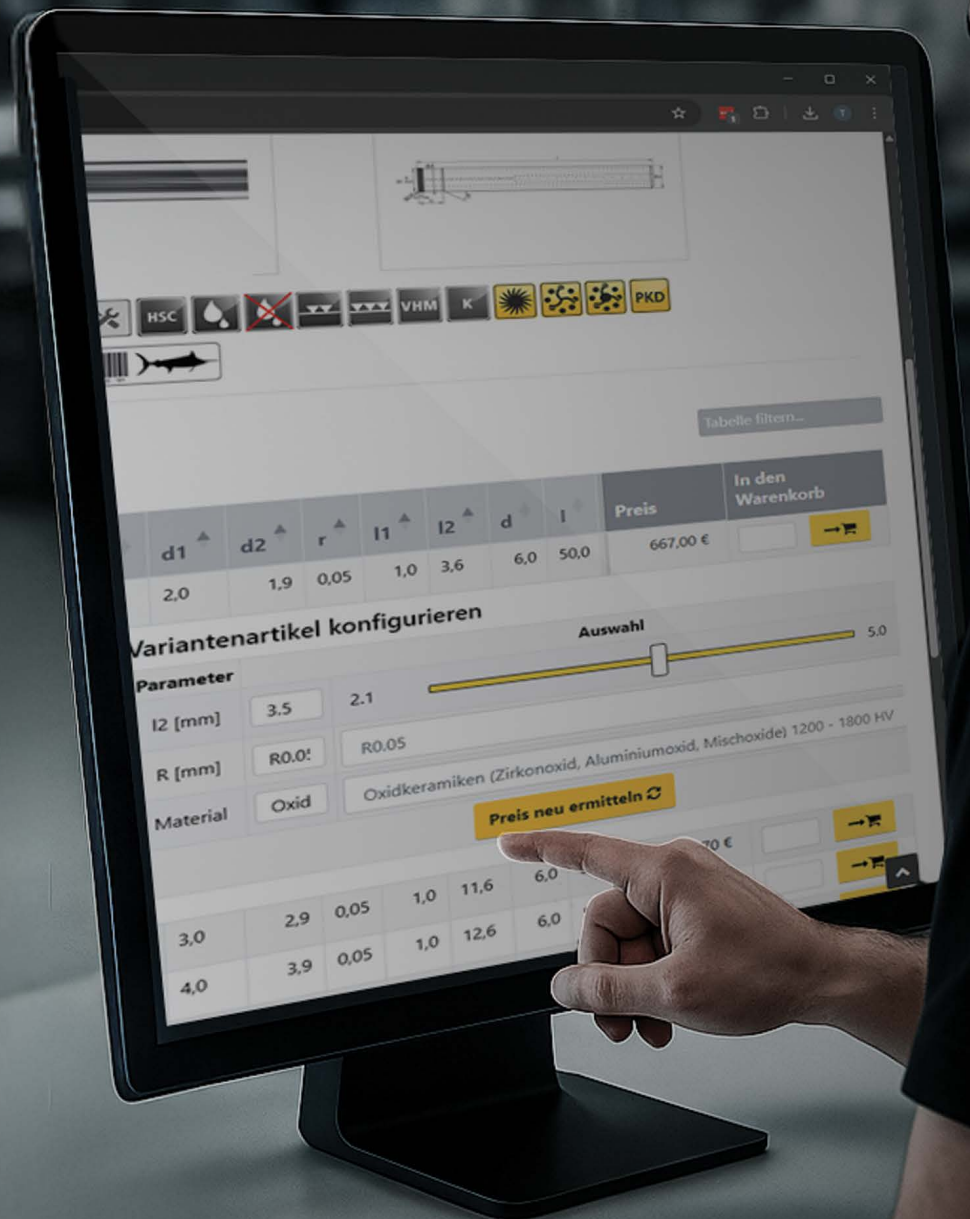 HSC VHM K PKD
Tabelle filtern...
d1 d2 r l1 l2 d l Preis In den Warenkorb
2,0 1,9 0,05 1,0 3,6 6,0 50,0 667,00 €
Variantenartikel konfigurieren
Parameter Auswahl
l2 [mm] 3.5 2.1 5.0
R [mm] R0.05
Material Oxid Oxidkeramiken (Zirkonoxid, Aluminiumoxid, Mischoxide) 1200 - 1800 HV
Preis neu ermitteln
3,0 2,9 0,05 1,0 11,6 6,0 70 €
4,0 3,9 0,05 1,0 12,6 6,0